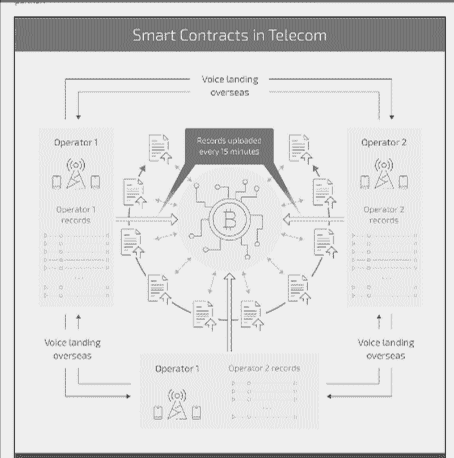 Smart Contracts in Telecom
Voice landing
overseas
Operator 1
Records uploaded
every 15 minutes
Operator 2
Operator 1
records
Operator 2
records
...
...
Voice landing
overseas
Voice landing
overseas
Operator 1
Operator 2 records
...